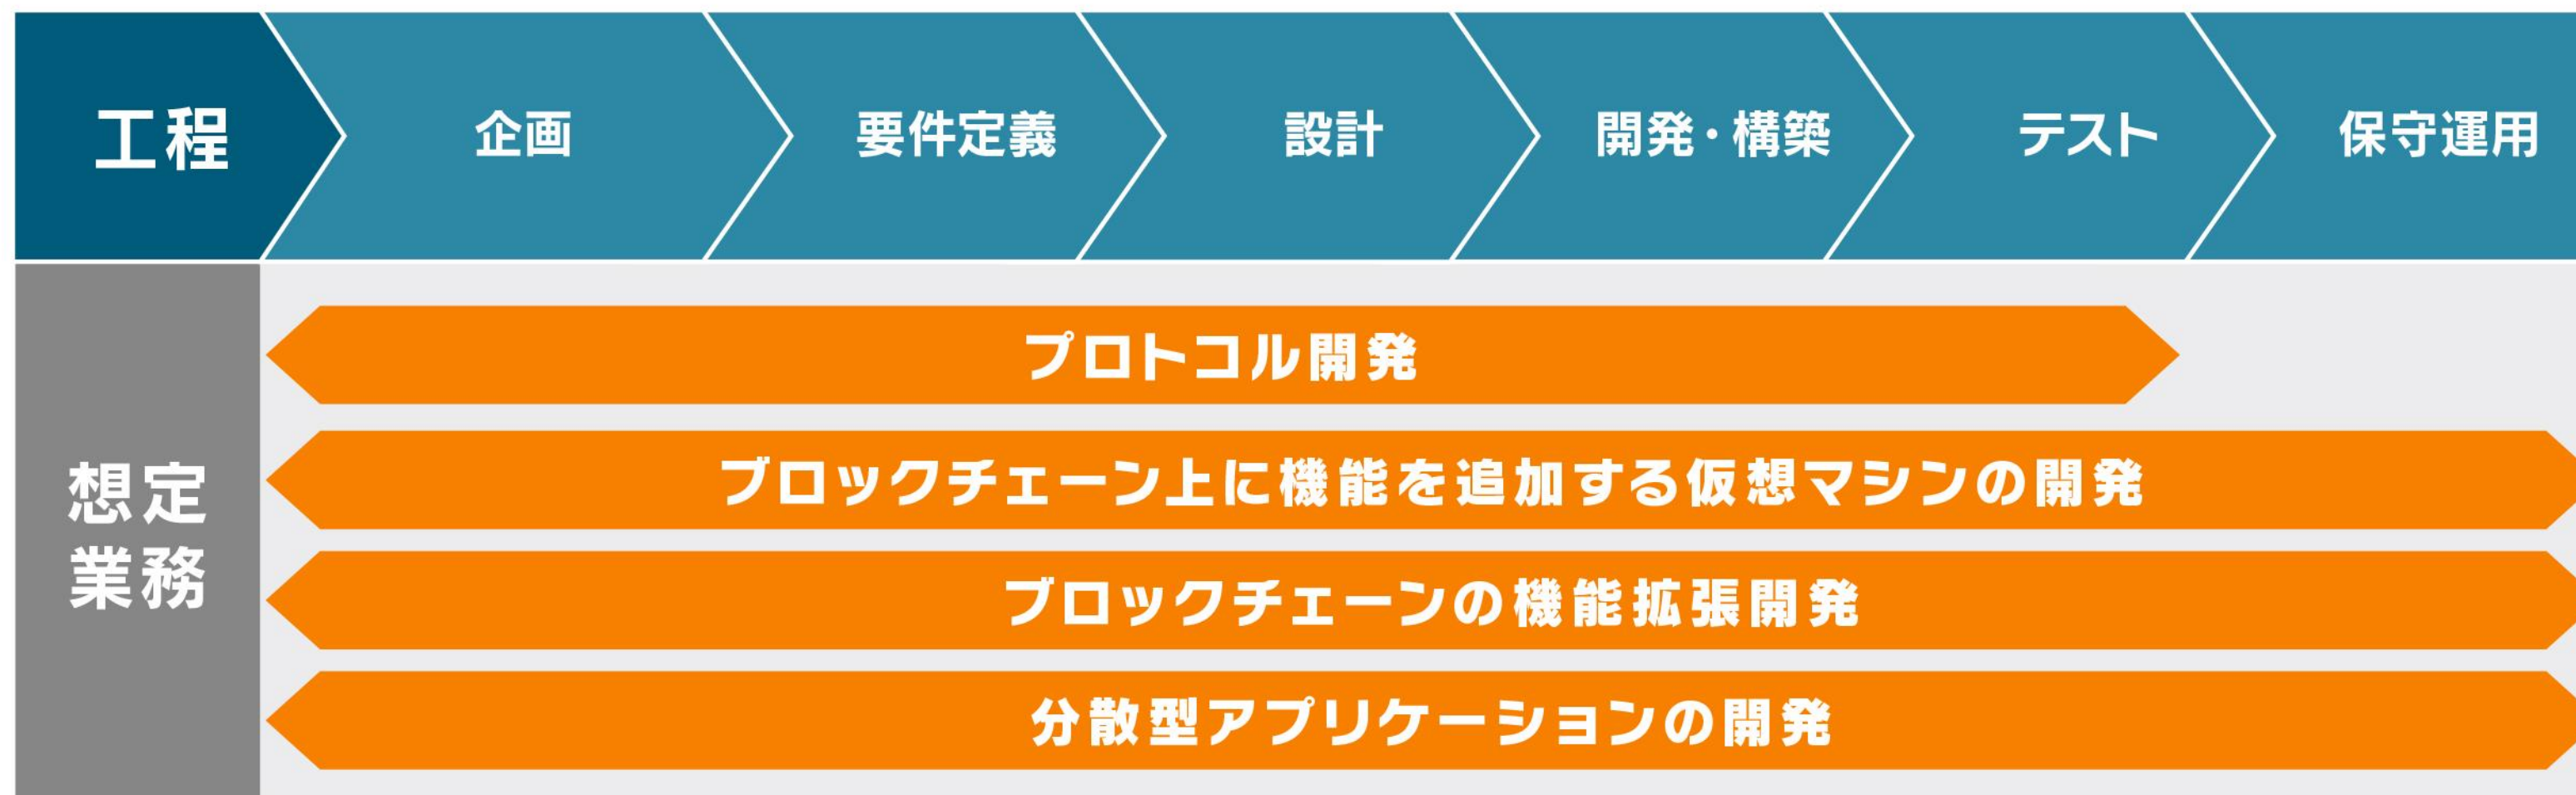 工程
企画
要件定義
設計
開発・構築
テスト
保守運用
想定
業務
プロトコル開発
ブロックチェーン上に機能を追加する仮想マシンの開発
ブロックチェーンの機能拡張開発
分散型アプリケーションの開発